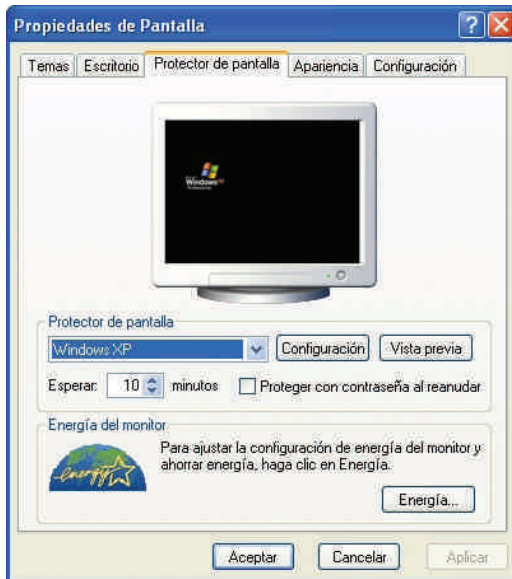 Propiedades de Pantalla
Temas Escritorio Protector de pantalla Apariencia Configuración
Windows XP
Protector de pantalla
Windows XP Configuración Vista previa
Esperar: 10 minutos Proteger con contraseña al reanudar
Energía del monitor
Para ajustar la configuración de energía del monitor y
ahorrar energía, haga clic en Energía.
energy
Energía...
Aceptar Cancelar Aplicar